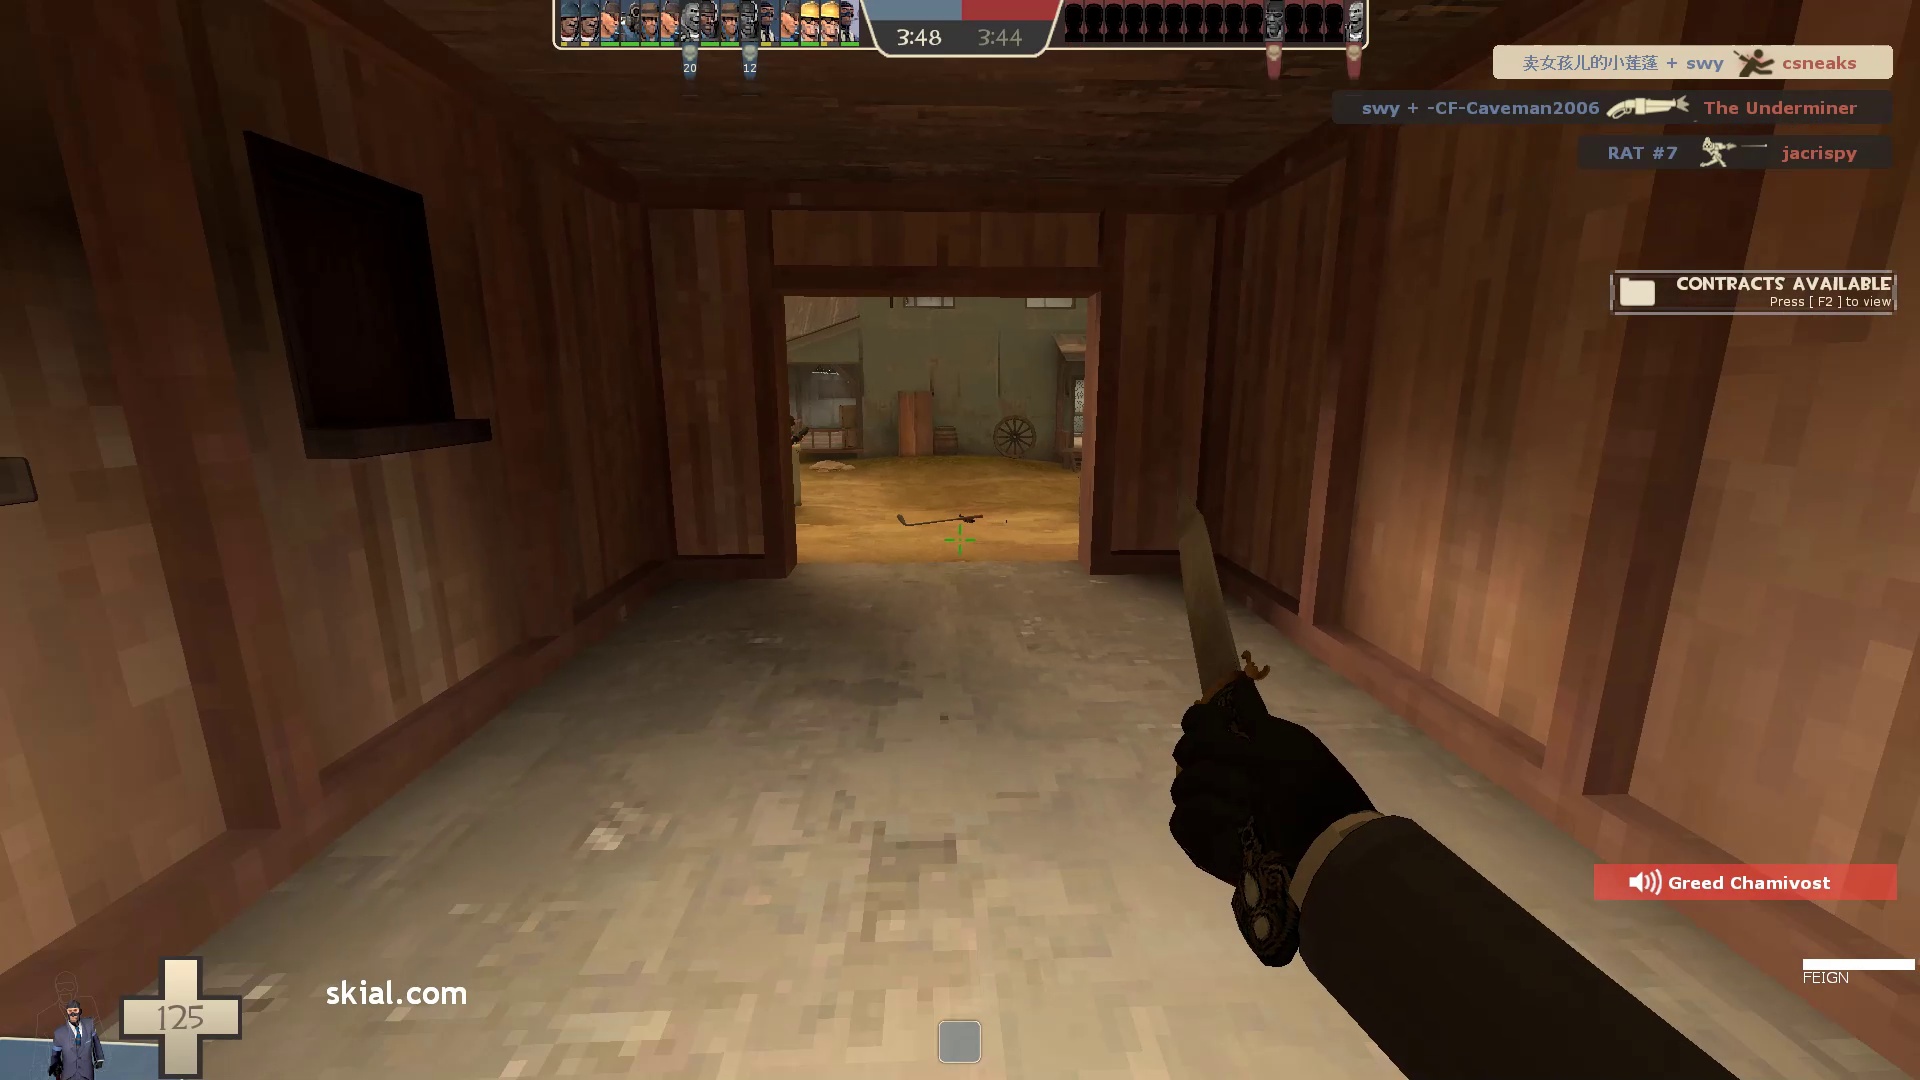 3:48 3:44
20 12
卖女孩儿的小莲蓬 + swy csneaks
swy + -CF-Caveman2006 The Underminer
RAT #7 jacrispy
CONTRACTS AVAILABLE
Press [ F2 ] to view
Greed Chamivost
FEIGN
skial.com
125